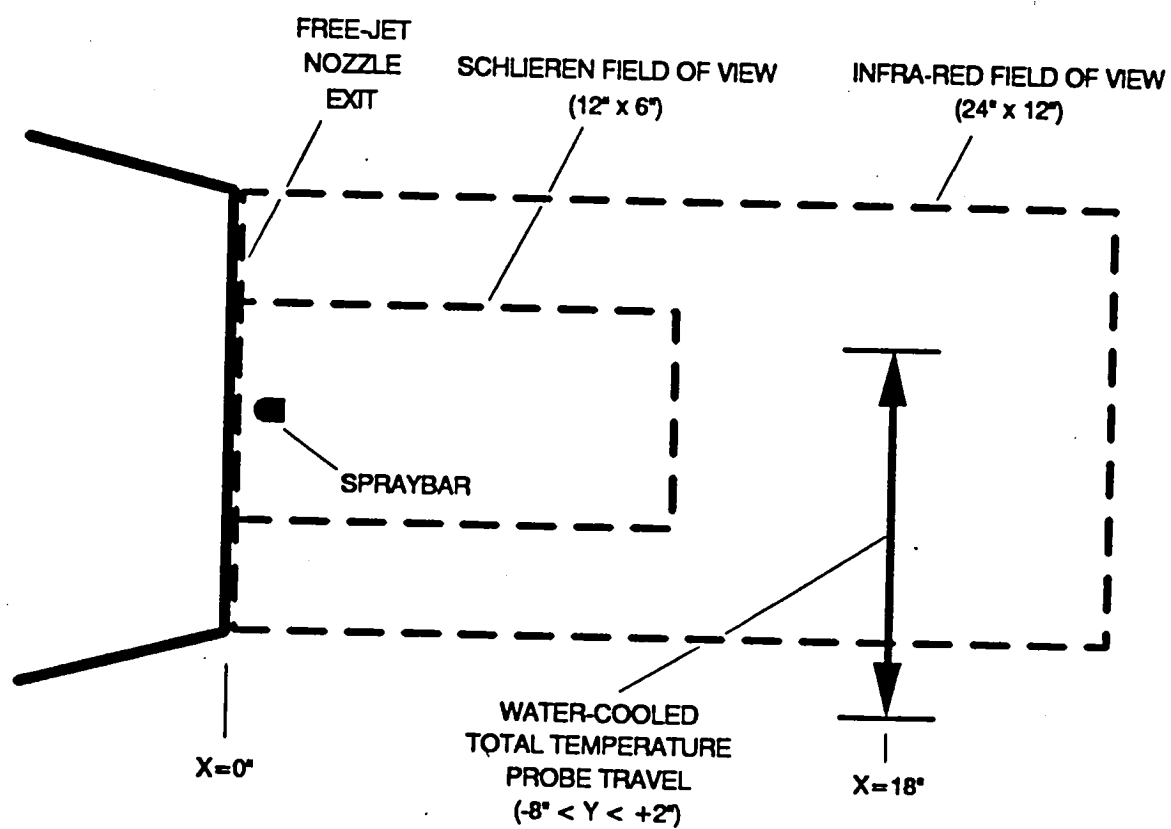 FREE-JET
NOZZLE
EXIT
SCHLIEREN FIELD OF VIEW
(12" x 6")
INFRA-RED FIELD OF VIEW
(24" x 12")
SPRAYBAR
WATER-COOLED
TOTAL TEMPERATURE
PROBE TRAVEL
(-8" < Y < +2")
X=0"
X=18"